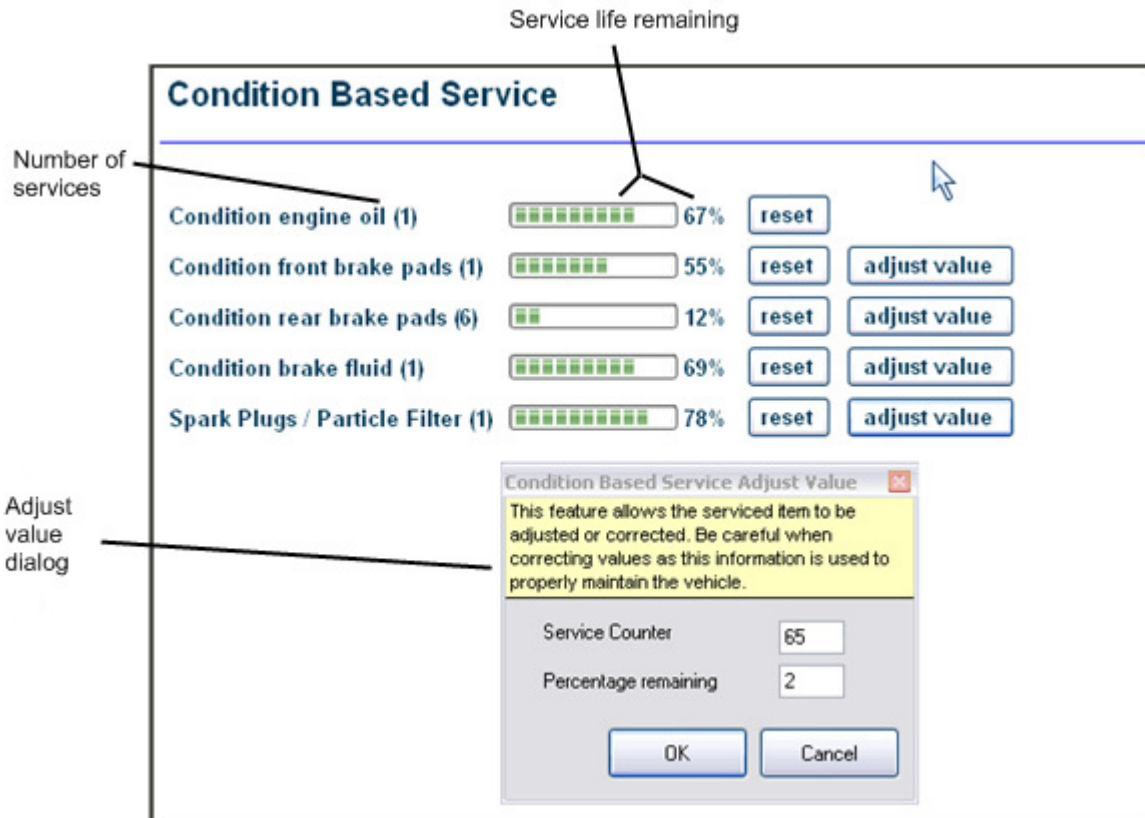 Service life remaining
Condition Based Service
Number of
services
Condition engine oil (1) 67% reset
Condition front brake pads (1) 55% reset adjust value
Condition rear brake pads (6) 12% reset adjust value
Condition brake fluid (1) 69% reset adjust value
Spark Plugs / Particle Filter (1) 78% reset adjust value
Adjust
value
dialog
Condition Based Service Adjust Value
This feature allows the serviced item to be
adjusted or corrected. Be careful when
correcting values as this information is used to
properly maintain the vehicle.
Service Counter 65
Percentage remaining 2
OK Cancel